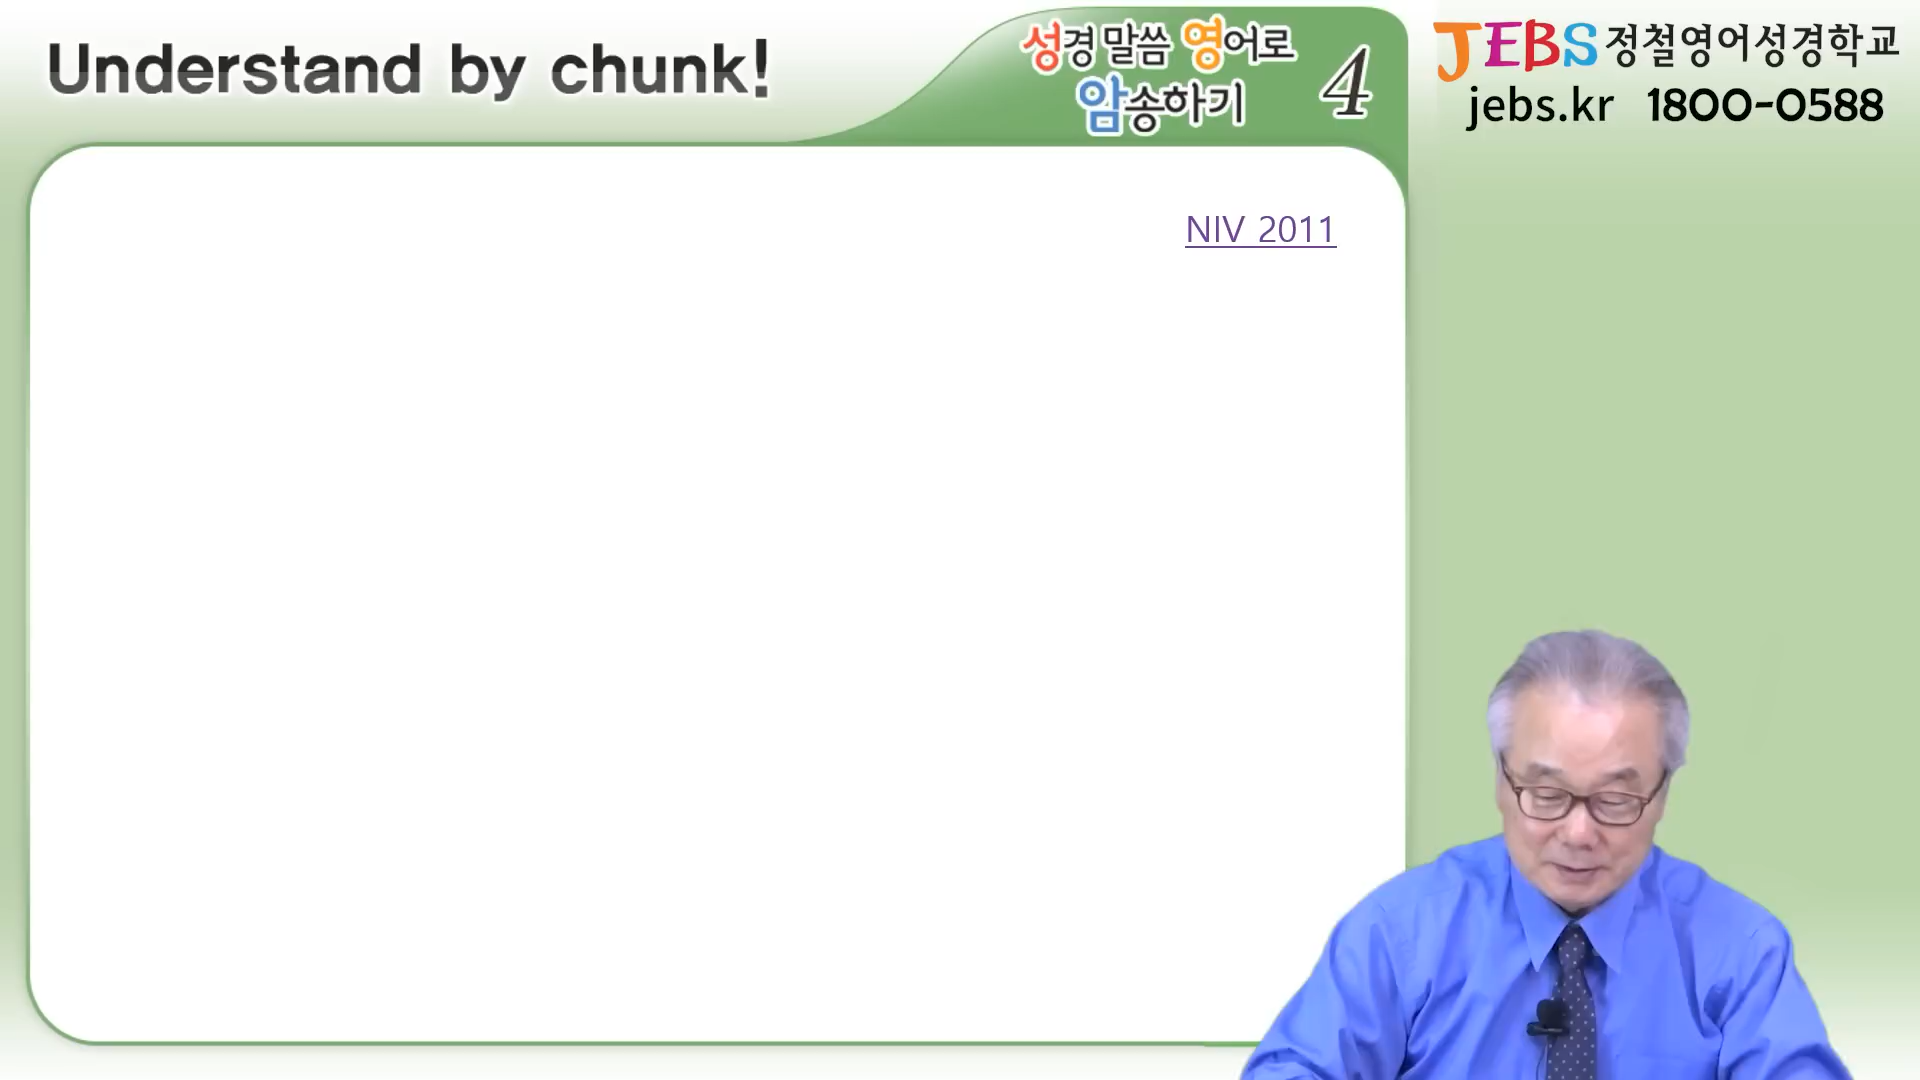 Understand by chunk!
성경 말씀 영어로
암송하기
4
JEBS 정철영어성경학교
jebs.kr 1800-0588
NIV 2011